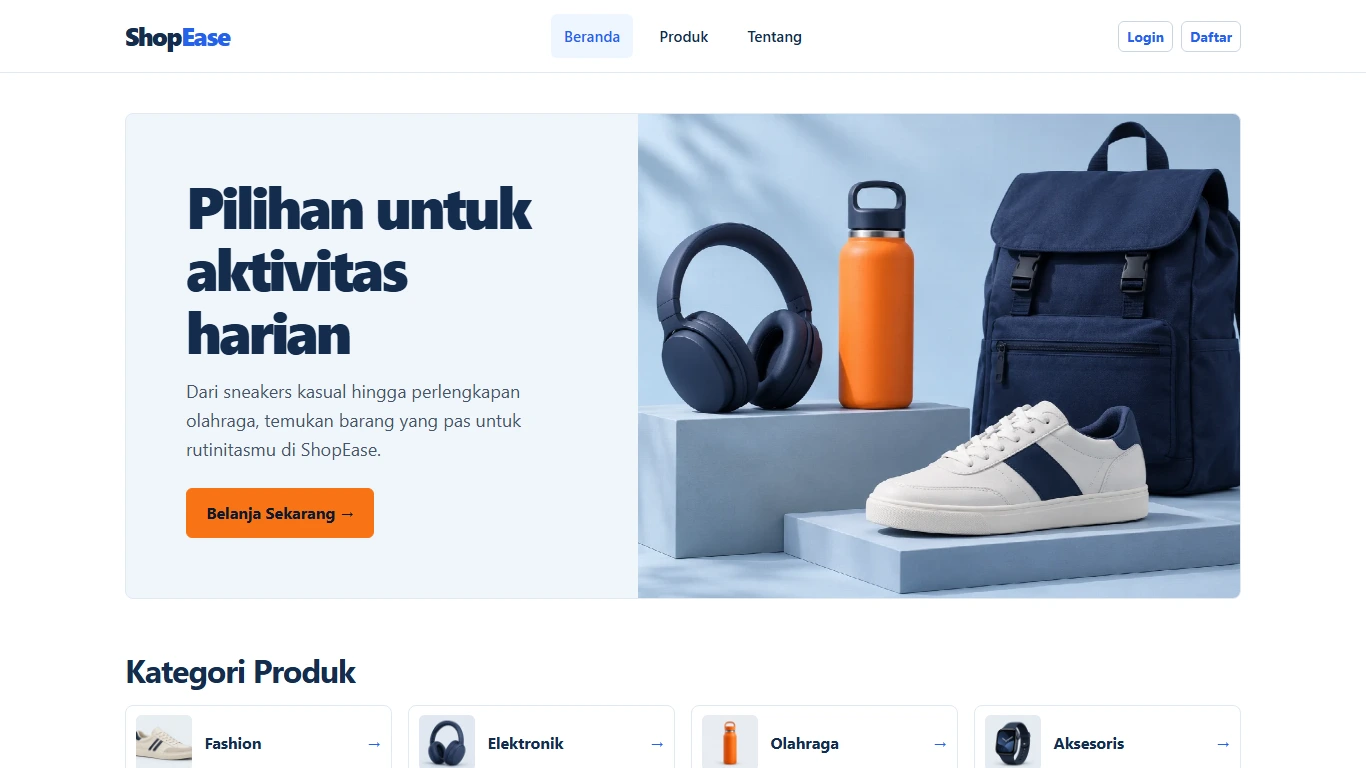 ShopEase
Beranda
Produk
Tentang
Login
Daftar
Pilihan untuk
aktivitas
harian
Dari sneakers kasual hingga perlengkapan
olahraga, temukan barang yang pas untuk
rutinitasmu di ShopEase.
Belanja Sekarang →
Kategori Produk
Fashion →
Elektronik →
Olahraga →
Aksesoris →